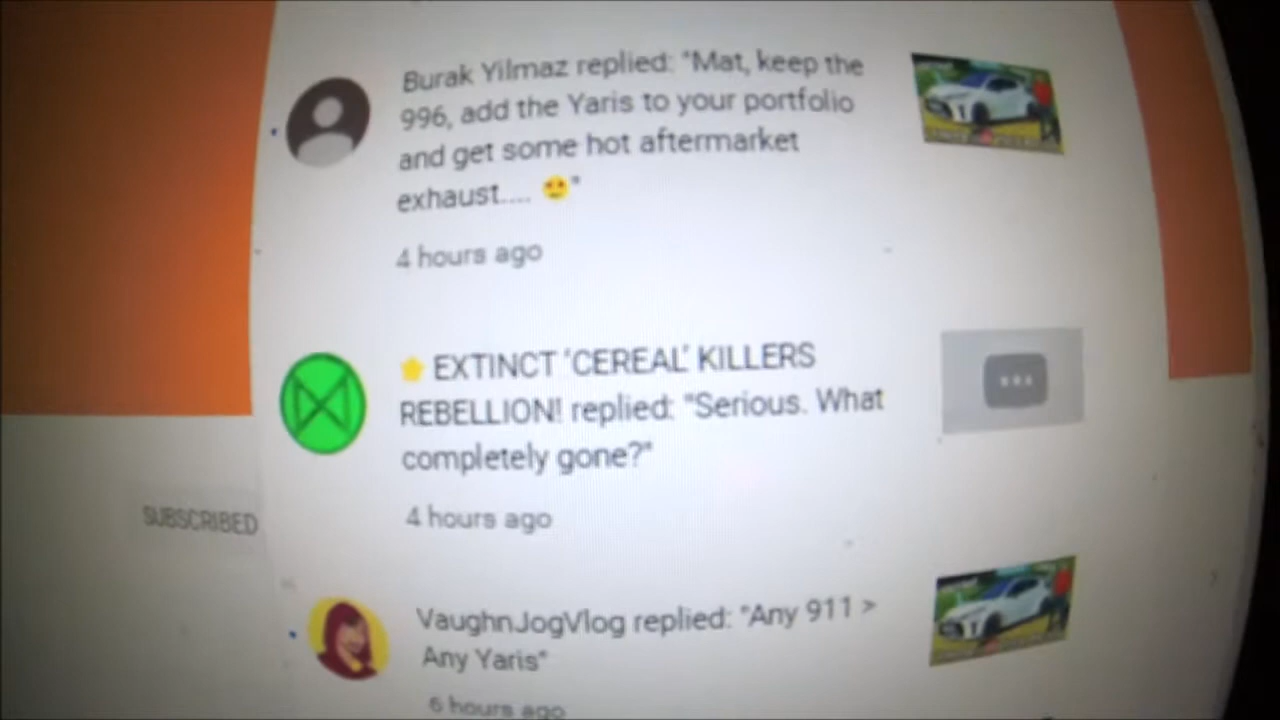 Burak Yilmaz replied: "Mat, keep the
996, add the Yaris to your portfolio
and get some hot aftermarket
exhaust.... 😍"
4 hours ago
⭐ EXTINCT 'CEREAL' KILLERS
REBELLION! replied: "Serious. What
completely gone?"
4 hours ago
SUBSCRIBED
VaughnJogVlog replied: "Any 911 >
Any Yaris"
6 hours ago